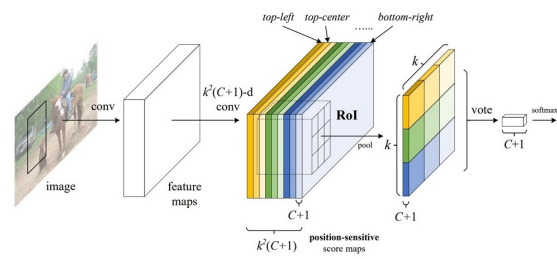 top-left top-center ...... bottom-right
k²(C+1)-d
conv
conv
RoI
pool
k
k
vote
softmax
C+1
image
feature
maps
C+1
C+1
k²(C+1)
position-sensitive
score maps